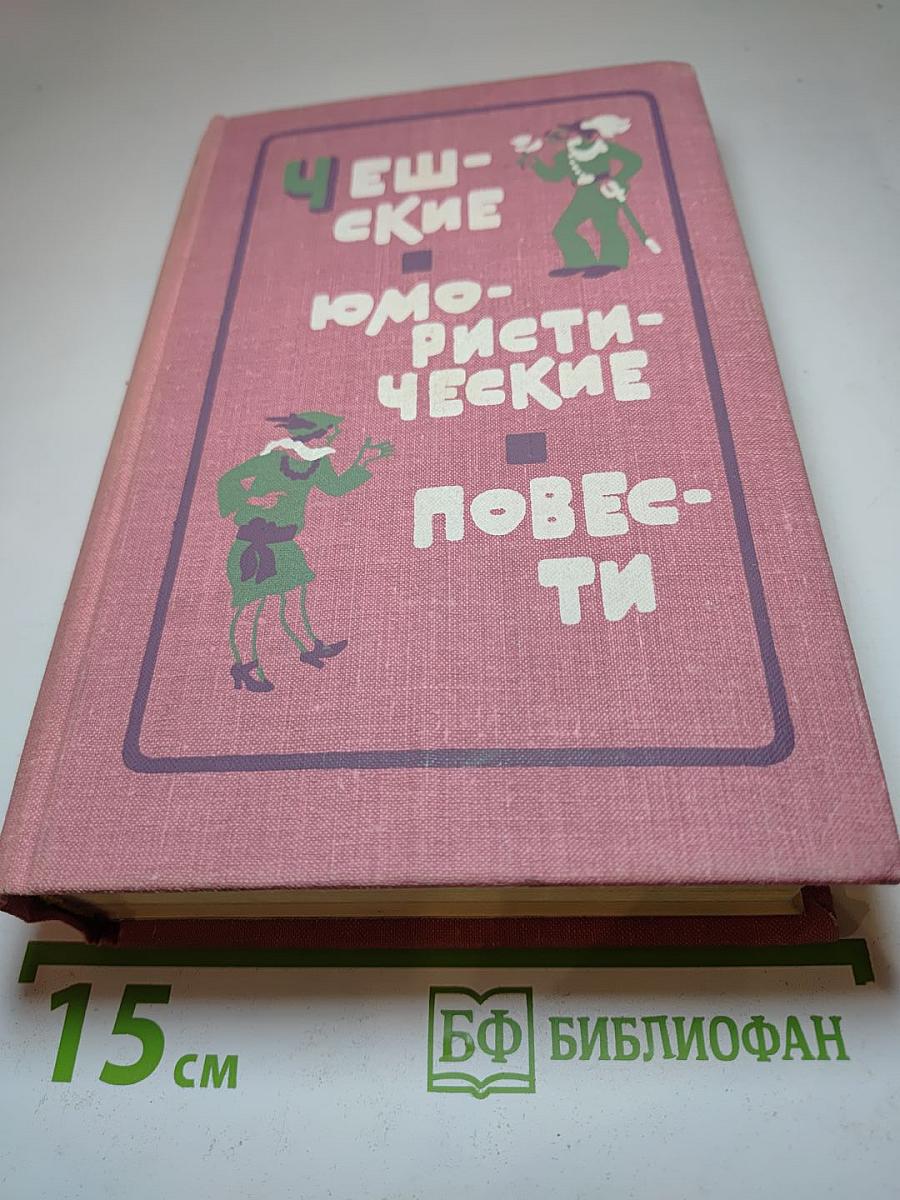 Чеш-
ские
юмо-
ристи-
ческие
повес-
ти
15 см
БФ БИБЛИОФАН